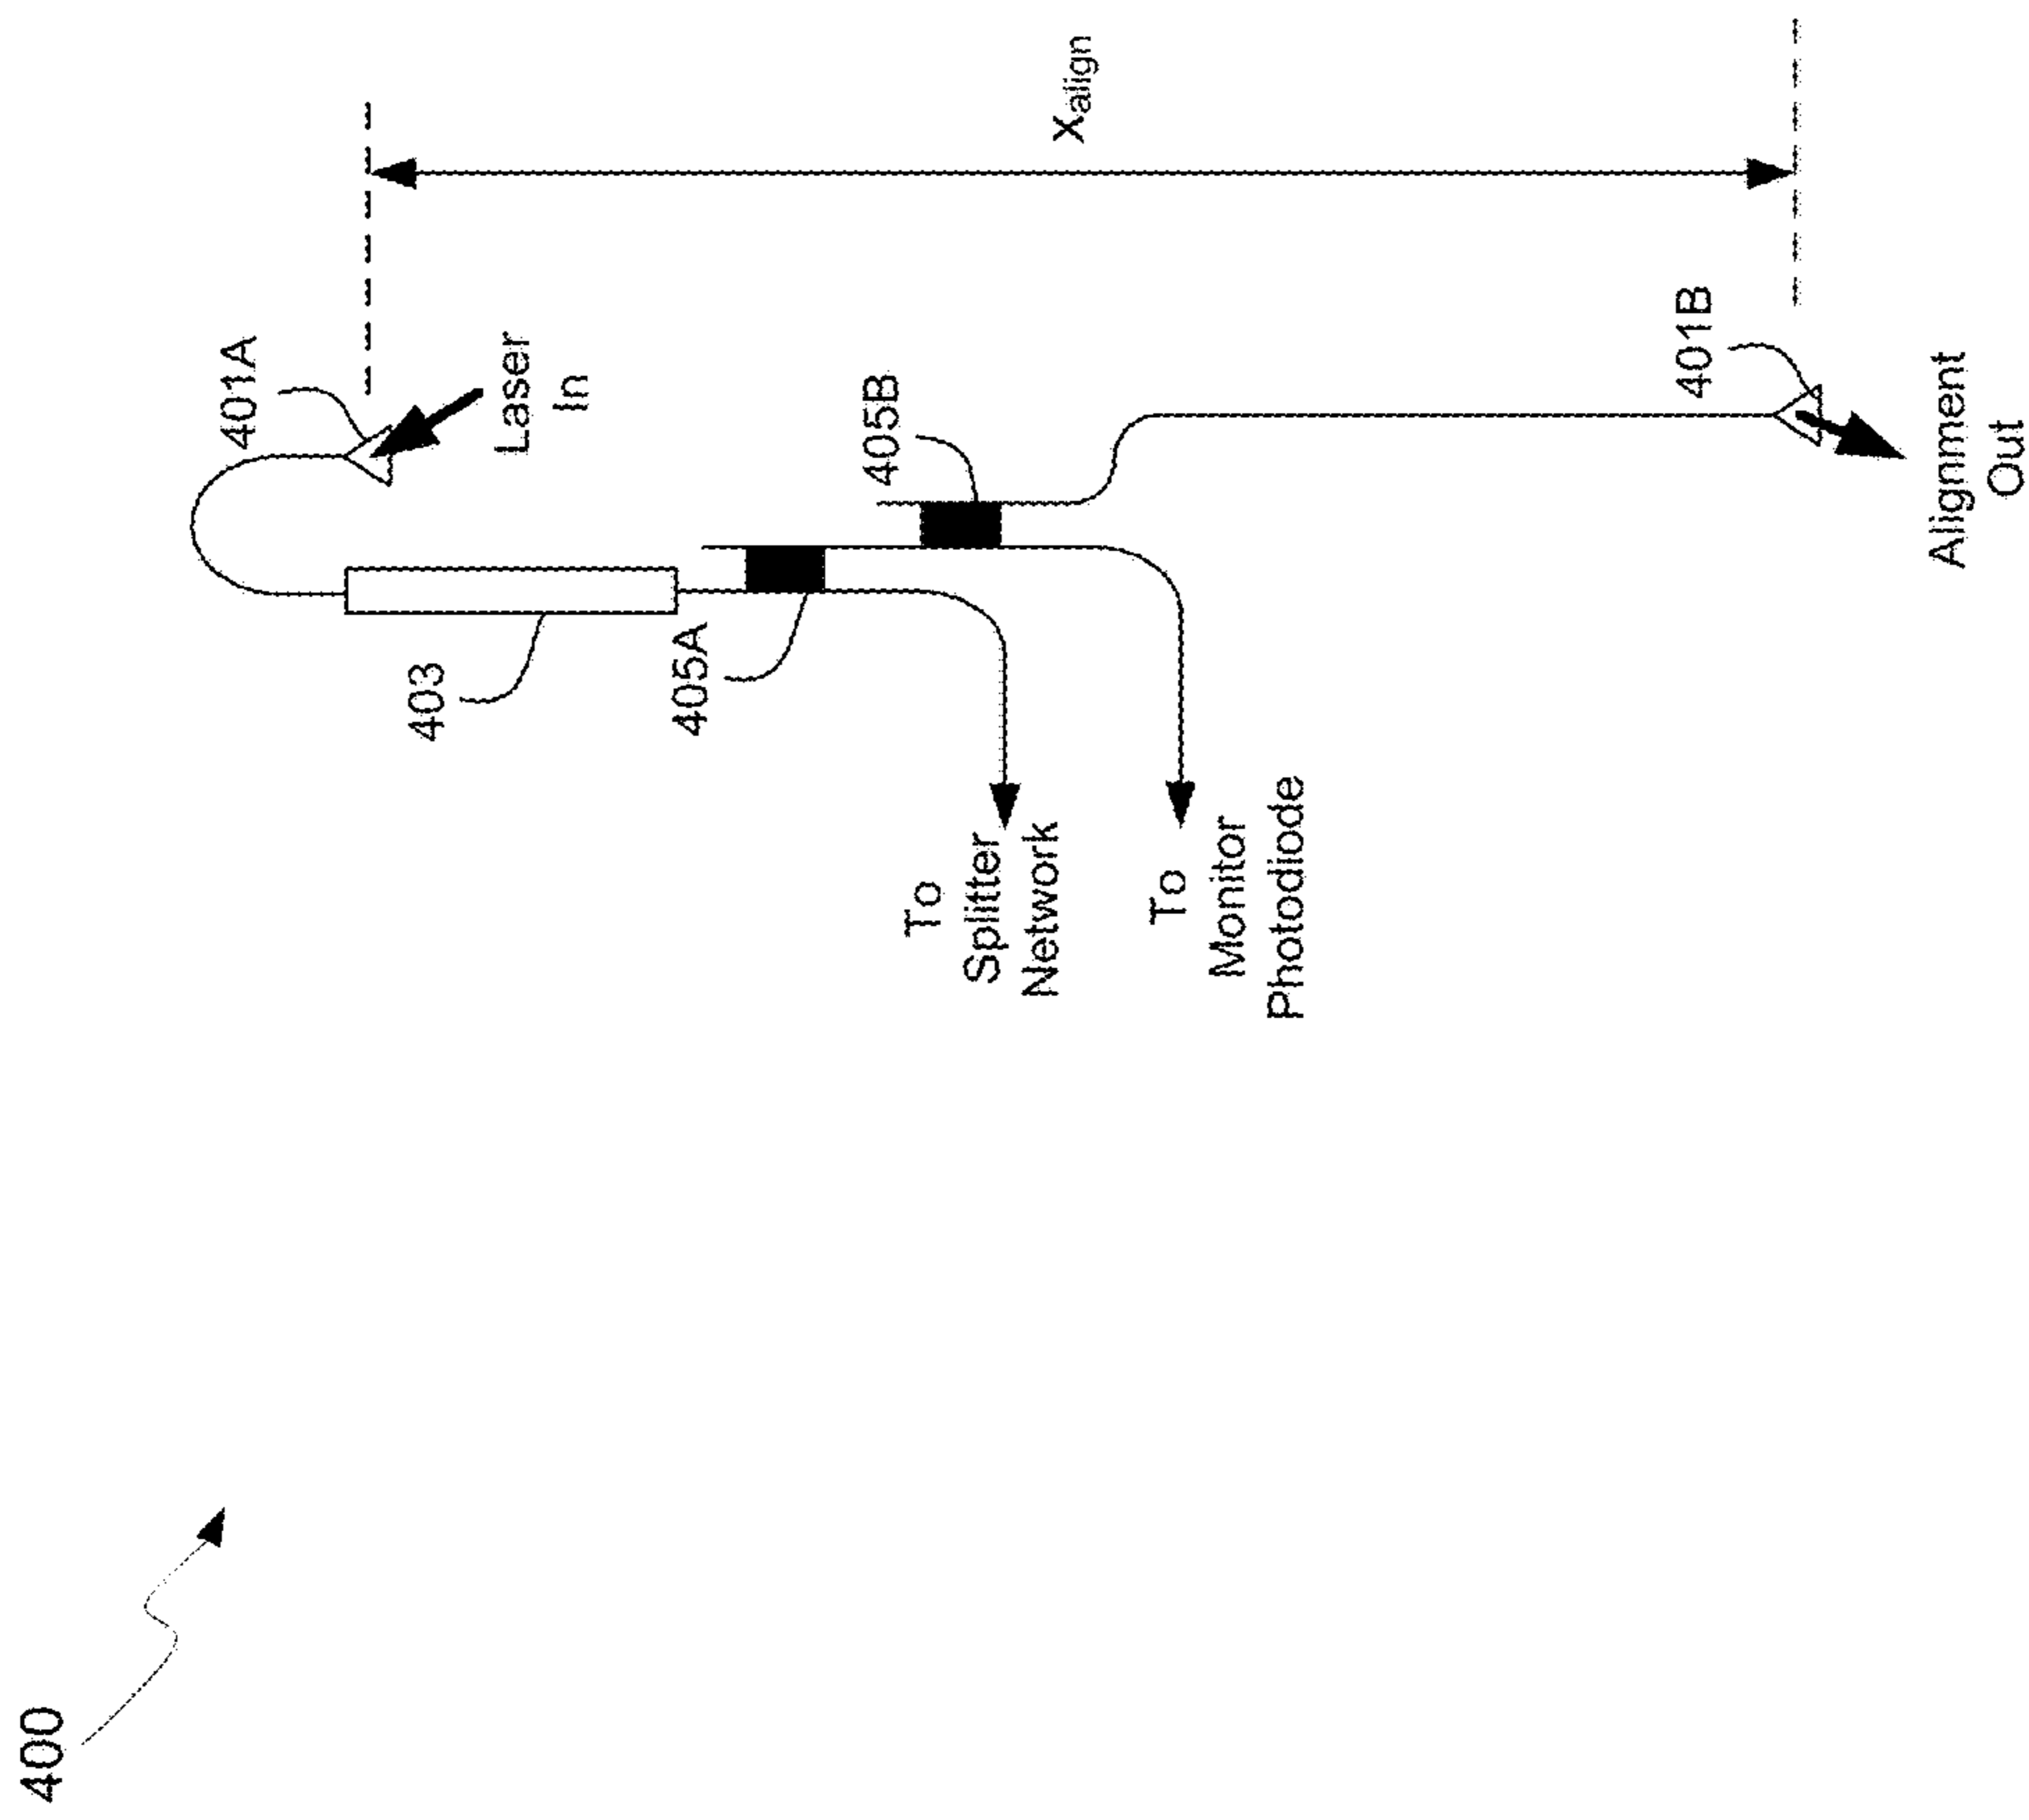 400
401A
Laser
In
403
405A
405B
To
Splitter
Network
To
Monitor
Photodiode
Xalign
401B
Alignment
Out